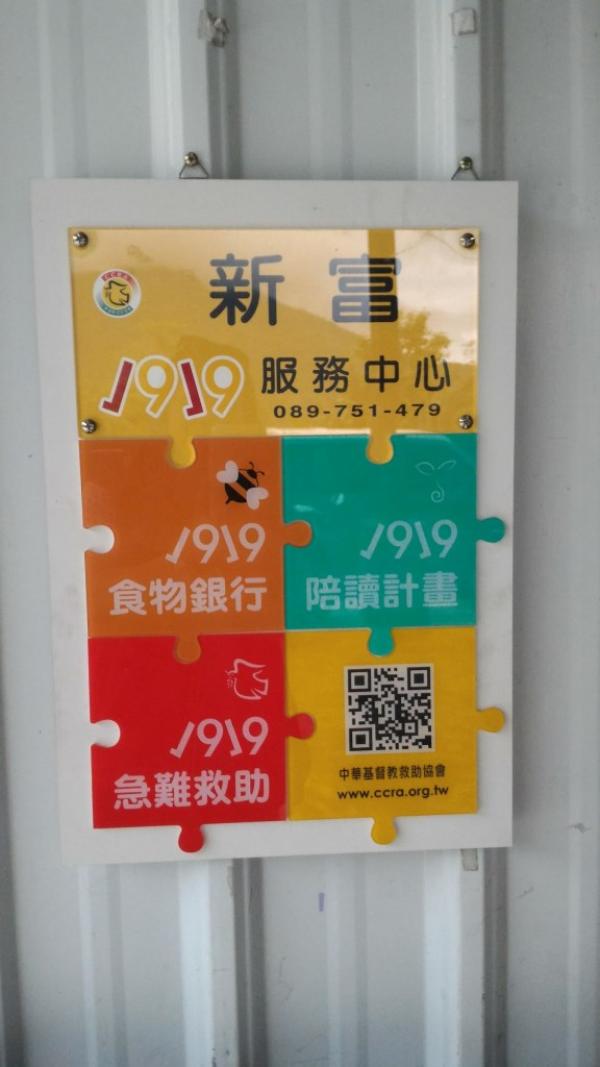 CCRA
新富
1919 服務中心
089-751-479
1919
食物銀行
1919
陪讀計畫
1919
急難救助
中華基督教救助協會
www.ccra.org.tw